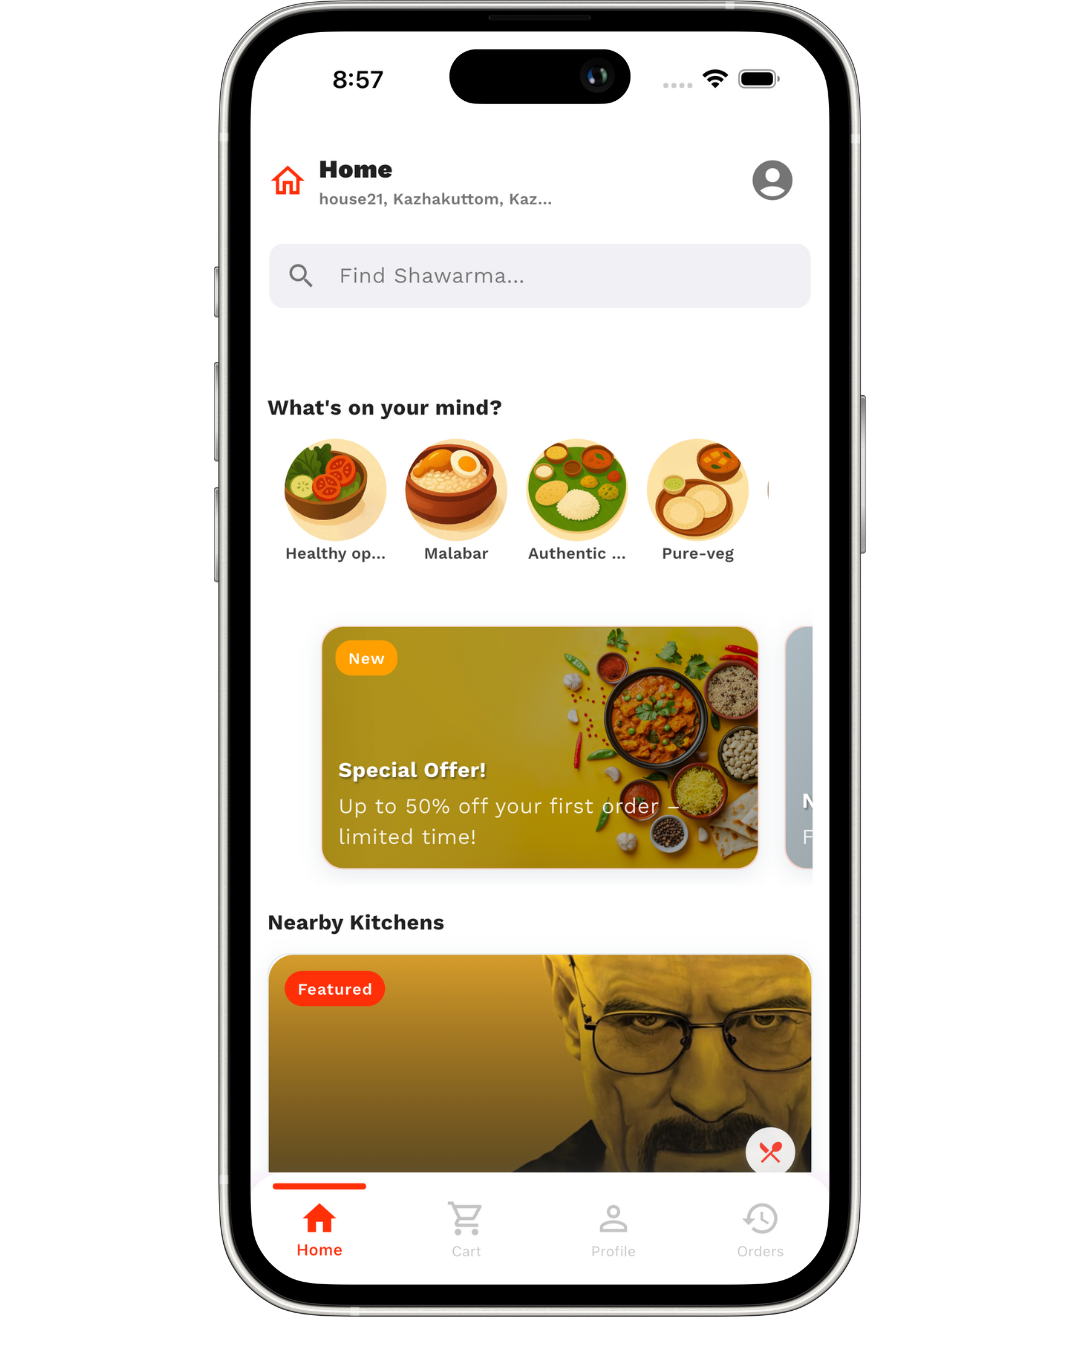 8:57
Home
house21, Kazhakuttom, Kaz...
Find Shawarma...
What's on your mind?
Healthy op...
Malabar
Authentic ...
Pure-veg
New
Special Offer!
Up to 50% off your first order –
limited time!
N
F
Nearby Kitchens
Featured
Home
Cart
Profile
Orders